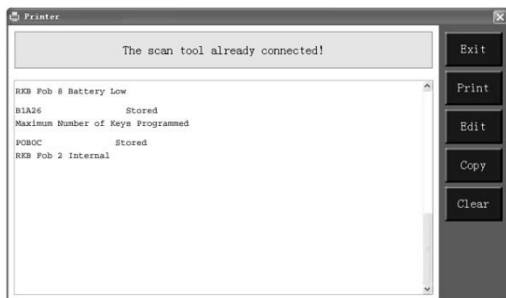 Printer
The scan tool already connected!
RKB Fob 8 Battery Low
B1A26 Stored
Maximum Number of Keys Programmed
POBOC Stored
RKB Fob 2 Internal
Exit
Print
Edit
Copy
Clear